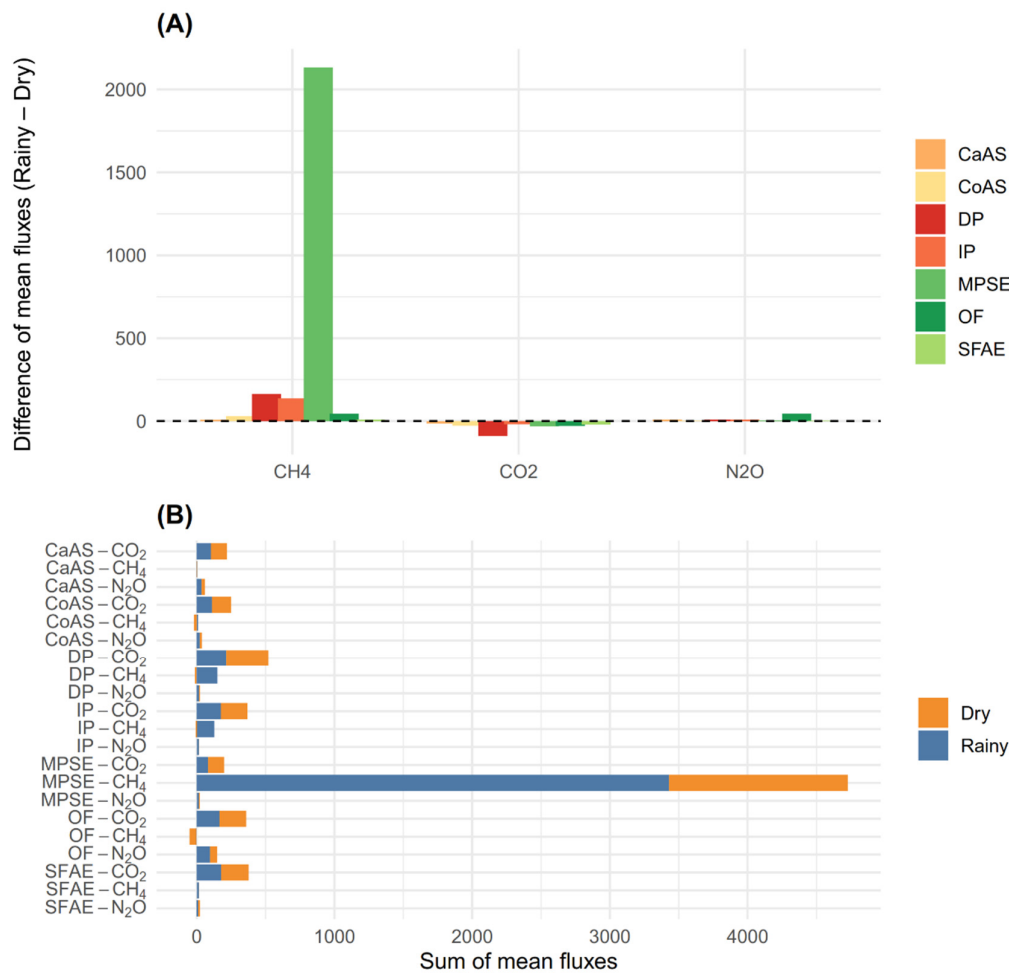 (A)
Difference of mean fluxes (Rainy – Dry)
2000
1500
1000
500
0
CH4
CO2
N2O
CaAS
CoAS
DP
IP
MPSE
OF
SFAE
(B)
CaAS – CO₂
CaAS – CH₄
CaAS – N₂O
CoAS – CO₂
CoAS – CH₄
CoAS – N₂O
DP – CO₂
DP – CH₄
DP – N₂O
IP – CO₂
IP – CH₄
IP – N₂O
MPSE – CO₂
MPSE – CH₄
MPSE – N₂O
OF – CO₂
OF – CH₄
OF – N₂O
SFAE – CO₂
SFAE – CH₄
SFAE – N₂O
0
1000
2000
3000
4000
Sum of mean fluxes
Dry
Rainy